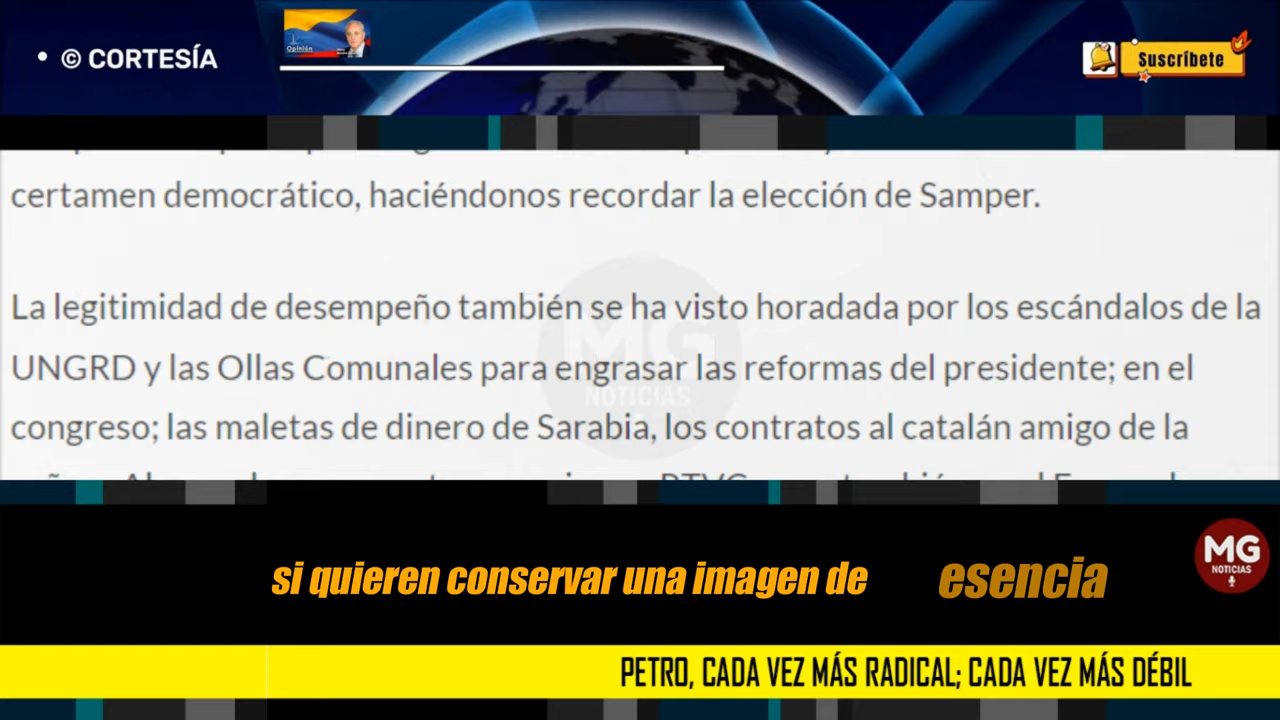 • © CORTESÍA
Opinión
Suscríbete
certamen democrático, haciéndonos recordar la elección de Samper.
La legitimidad de desempeño también se ha visto horadada por los escándalos de la
UNGRD y las Ollas Comunales para engrasar las reformas del presidente; en el
congreso; las maletas de dinero de Sarabia, los contratos al catalán amigo de la
MG
NOTICIAS
si quieren conservar una imagen de esencia
MG
NOTICIAS
PETRO, CADA VEZ MÁS RADICAL; CADA VEZ MÁS DÉBIL